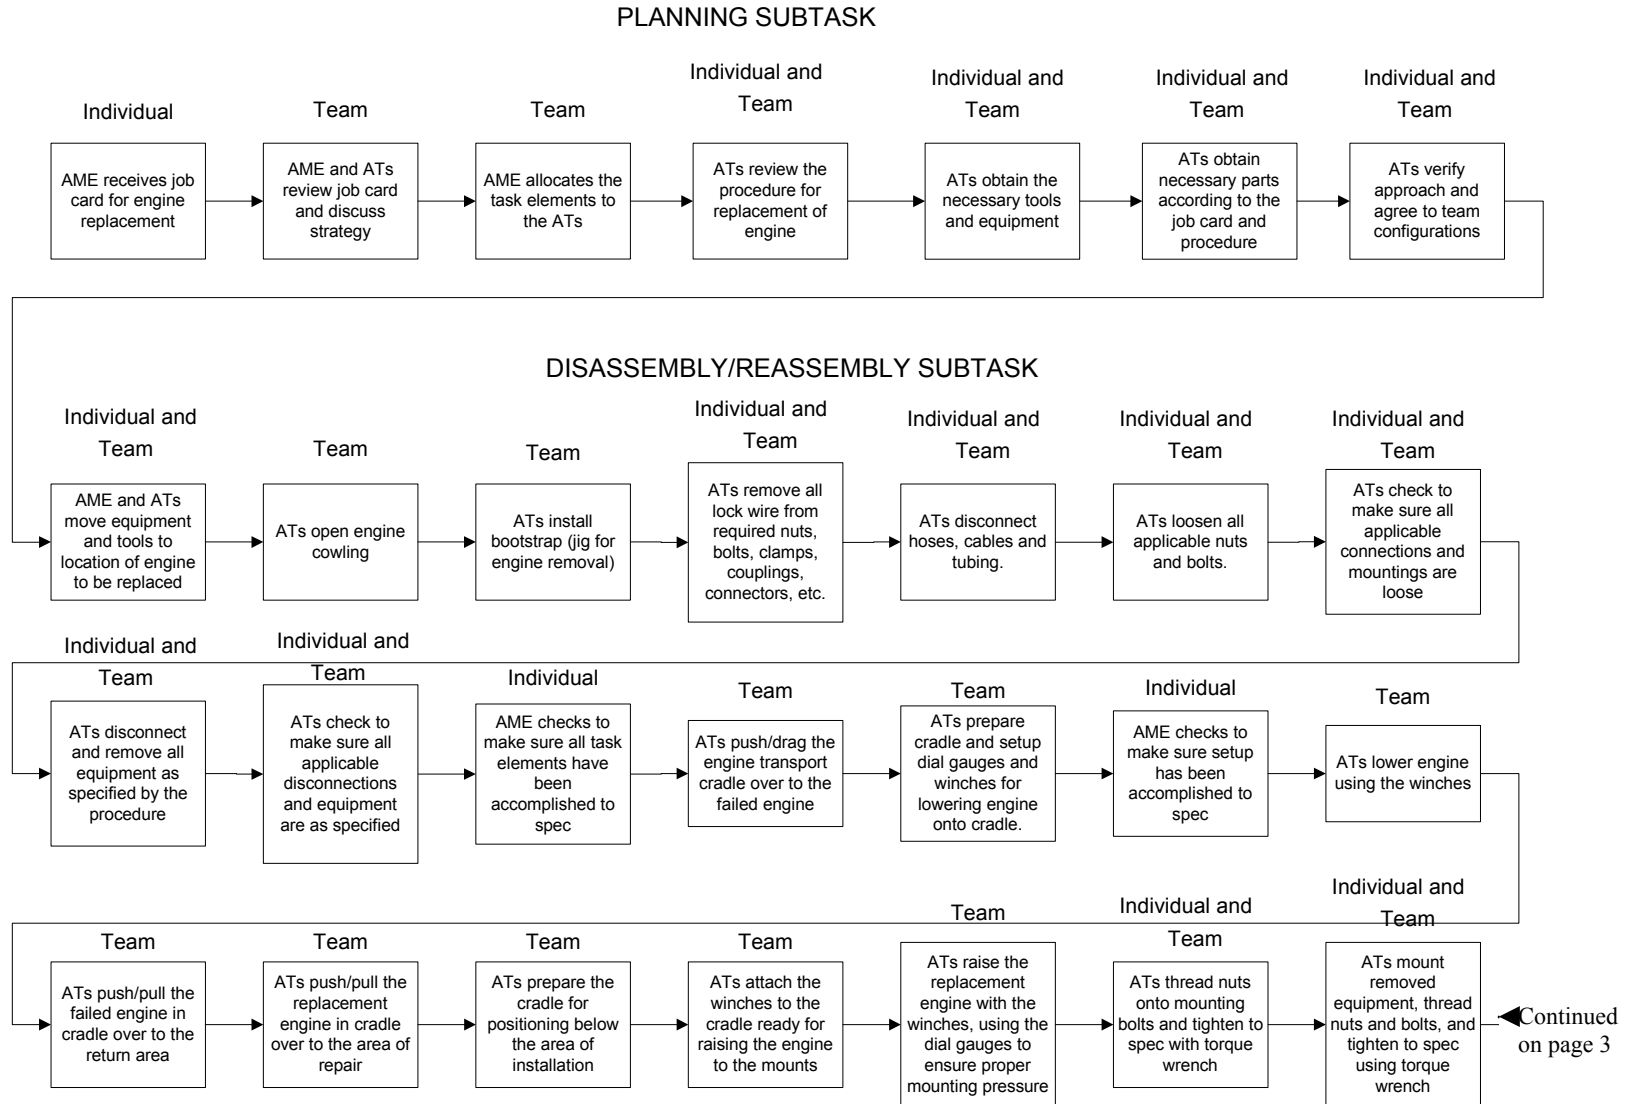 PLANNING SUBTASK
Individual
AME receives job
card for engine
replacement
Team
AME and ATs
review job card
and discuss
strategy
Team
AME allocates the
task elements to
the ATs
Individual and
Team
ATs review the
procedure for
replacement of
engine
Individual and
Team
ATs obtain the
necessary tools
and equipment
Individual and
Team
ATs obtain
necessary parts
according to the
job card and
procedure
Individual and
Team
ATs verify
approach and
agree to team
configurations
DISASSEMBLY/REASSEMBLY SUBTASK
Individual and
Team
AME and ATs
move equipment
and tools to
location of engine
to be replaced
Team
ATs open engine
cowling
Team
ATs install
bootstrap (jig for
engine removal)
Individual and
Team
ATs remove all
lock wire from
required nuts,
bolts, clamps,
couplings,
connectors, etc.
Individual and
Team
ATs disconnect
hoses, cables and
tubing.
Individual and
Team
ATs loosen all
applicable nuts
and bolts.
Individual and
Team
ATs check to
make sure all
applicable
connections and
mountings are
loose
Individual and
Team
ATs disconnect
and remove all
equipment as
specified by the
procedure
Individual and
Team
ATs check to
make sure all
applicable
disconnections
and equipment
are as specified
Individual
AME checks to
make sure all task
elements have
been
accomplished to
spec
Team
ATs push/drag the
engine transport
cradle over to the
failed engine
Team
ATs prepare
cradle and setup
dial gauges and
winches for
lowering engine
onto cradle.
Individual
AME checks to
make sure setup
has been
accomplished to
spec
Team
ATs lower engine
using the winches
Team
ATs push/pull the
failed engine in
cradle over to the
return area
Team
ATs push/pull the
replacement
engine in cradle
over to the area of
repair
Team
ATs prepare the
cradle for
positioning below
the area of
installation
Team
ATs attach the
winches to the
cradle ready for
raising the engine
to the mounts
Team
ATs raise the
replacement
engine with the
winches, using the
dial gauges to
ensure proper
mounting pressure
Individual and
Team
ATs thread nuts
onto mounting
bolts and tighten to
spec with torque
wrench
Individual and
Team
ATs mount
removed
equipment, thread
nuts and bolts, and
tighten to spec
using torque
wrench
Continued
on page 3